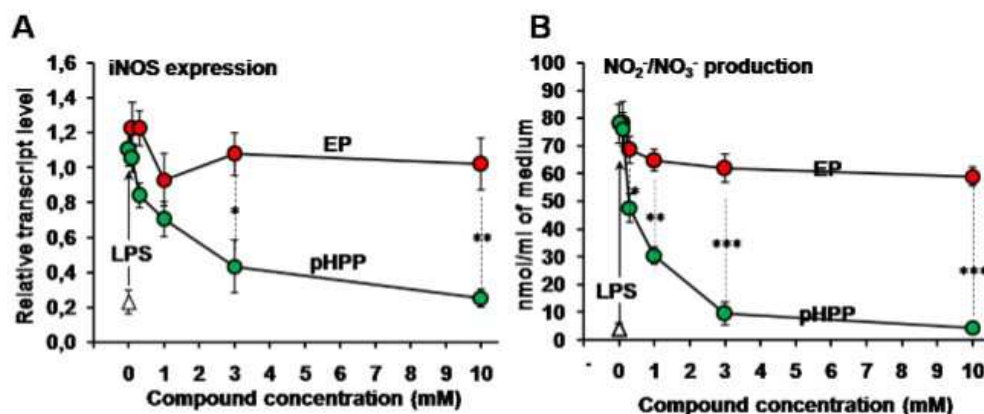 A
iNOS expression
Relative transcript level
1,6
1,4
1,2
1,0
0,8
0,6
0,4
0,2
0,0
EP
*
**
LPS
pHPP
0 1 2 3 4 5 6 7 8 9 10
Compound concentration (mM)
B
NO₂⁻/NO₃⁻ production
nmol/ml of medium
100
90
80
70
60
50
40
30
20
10
0
EP
*
**
***
***
LPS
pHPP
- 0 1 2 3 4 5 6 7 8 9 10
Compound concentration (mM)